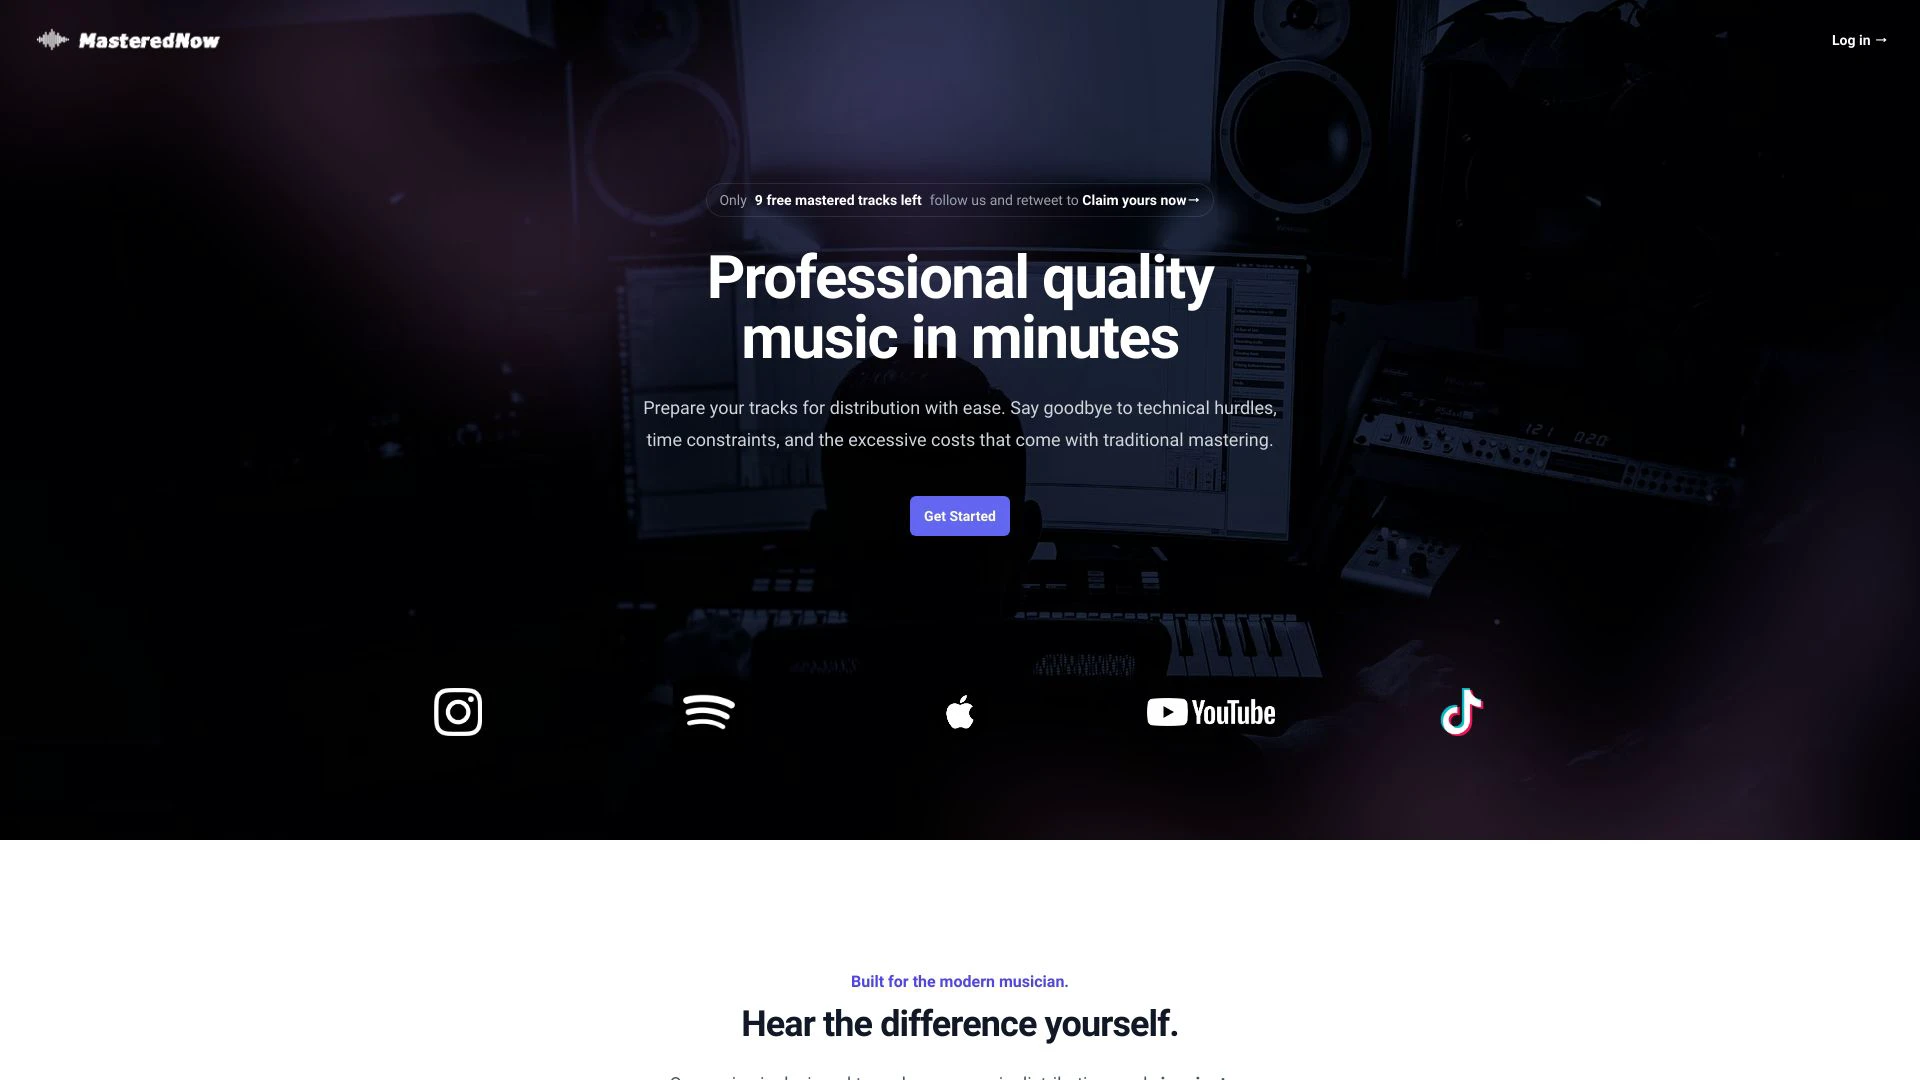 MasteredNow
Log in →
Only 9 free mastered tracks left follow us and retweet to Claim yours now→
Professional quality
music in minutes
Prepare your tracks for distribution with ease. Say goodbye to technical hurdles,
time constraints, and the excessive costs that come with traditional mastering.
Get Started
YouTube
Built for the modern musician.
Hear the difference yourself.